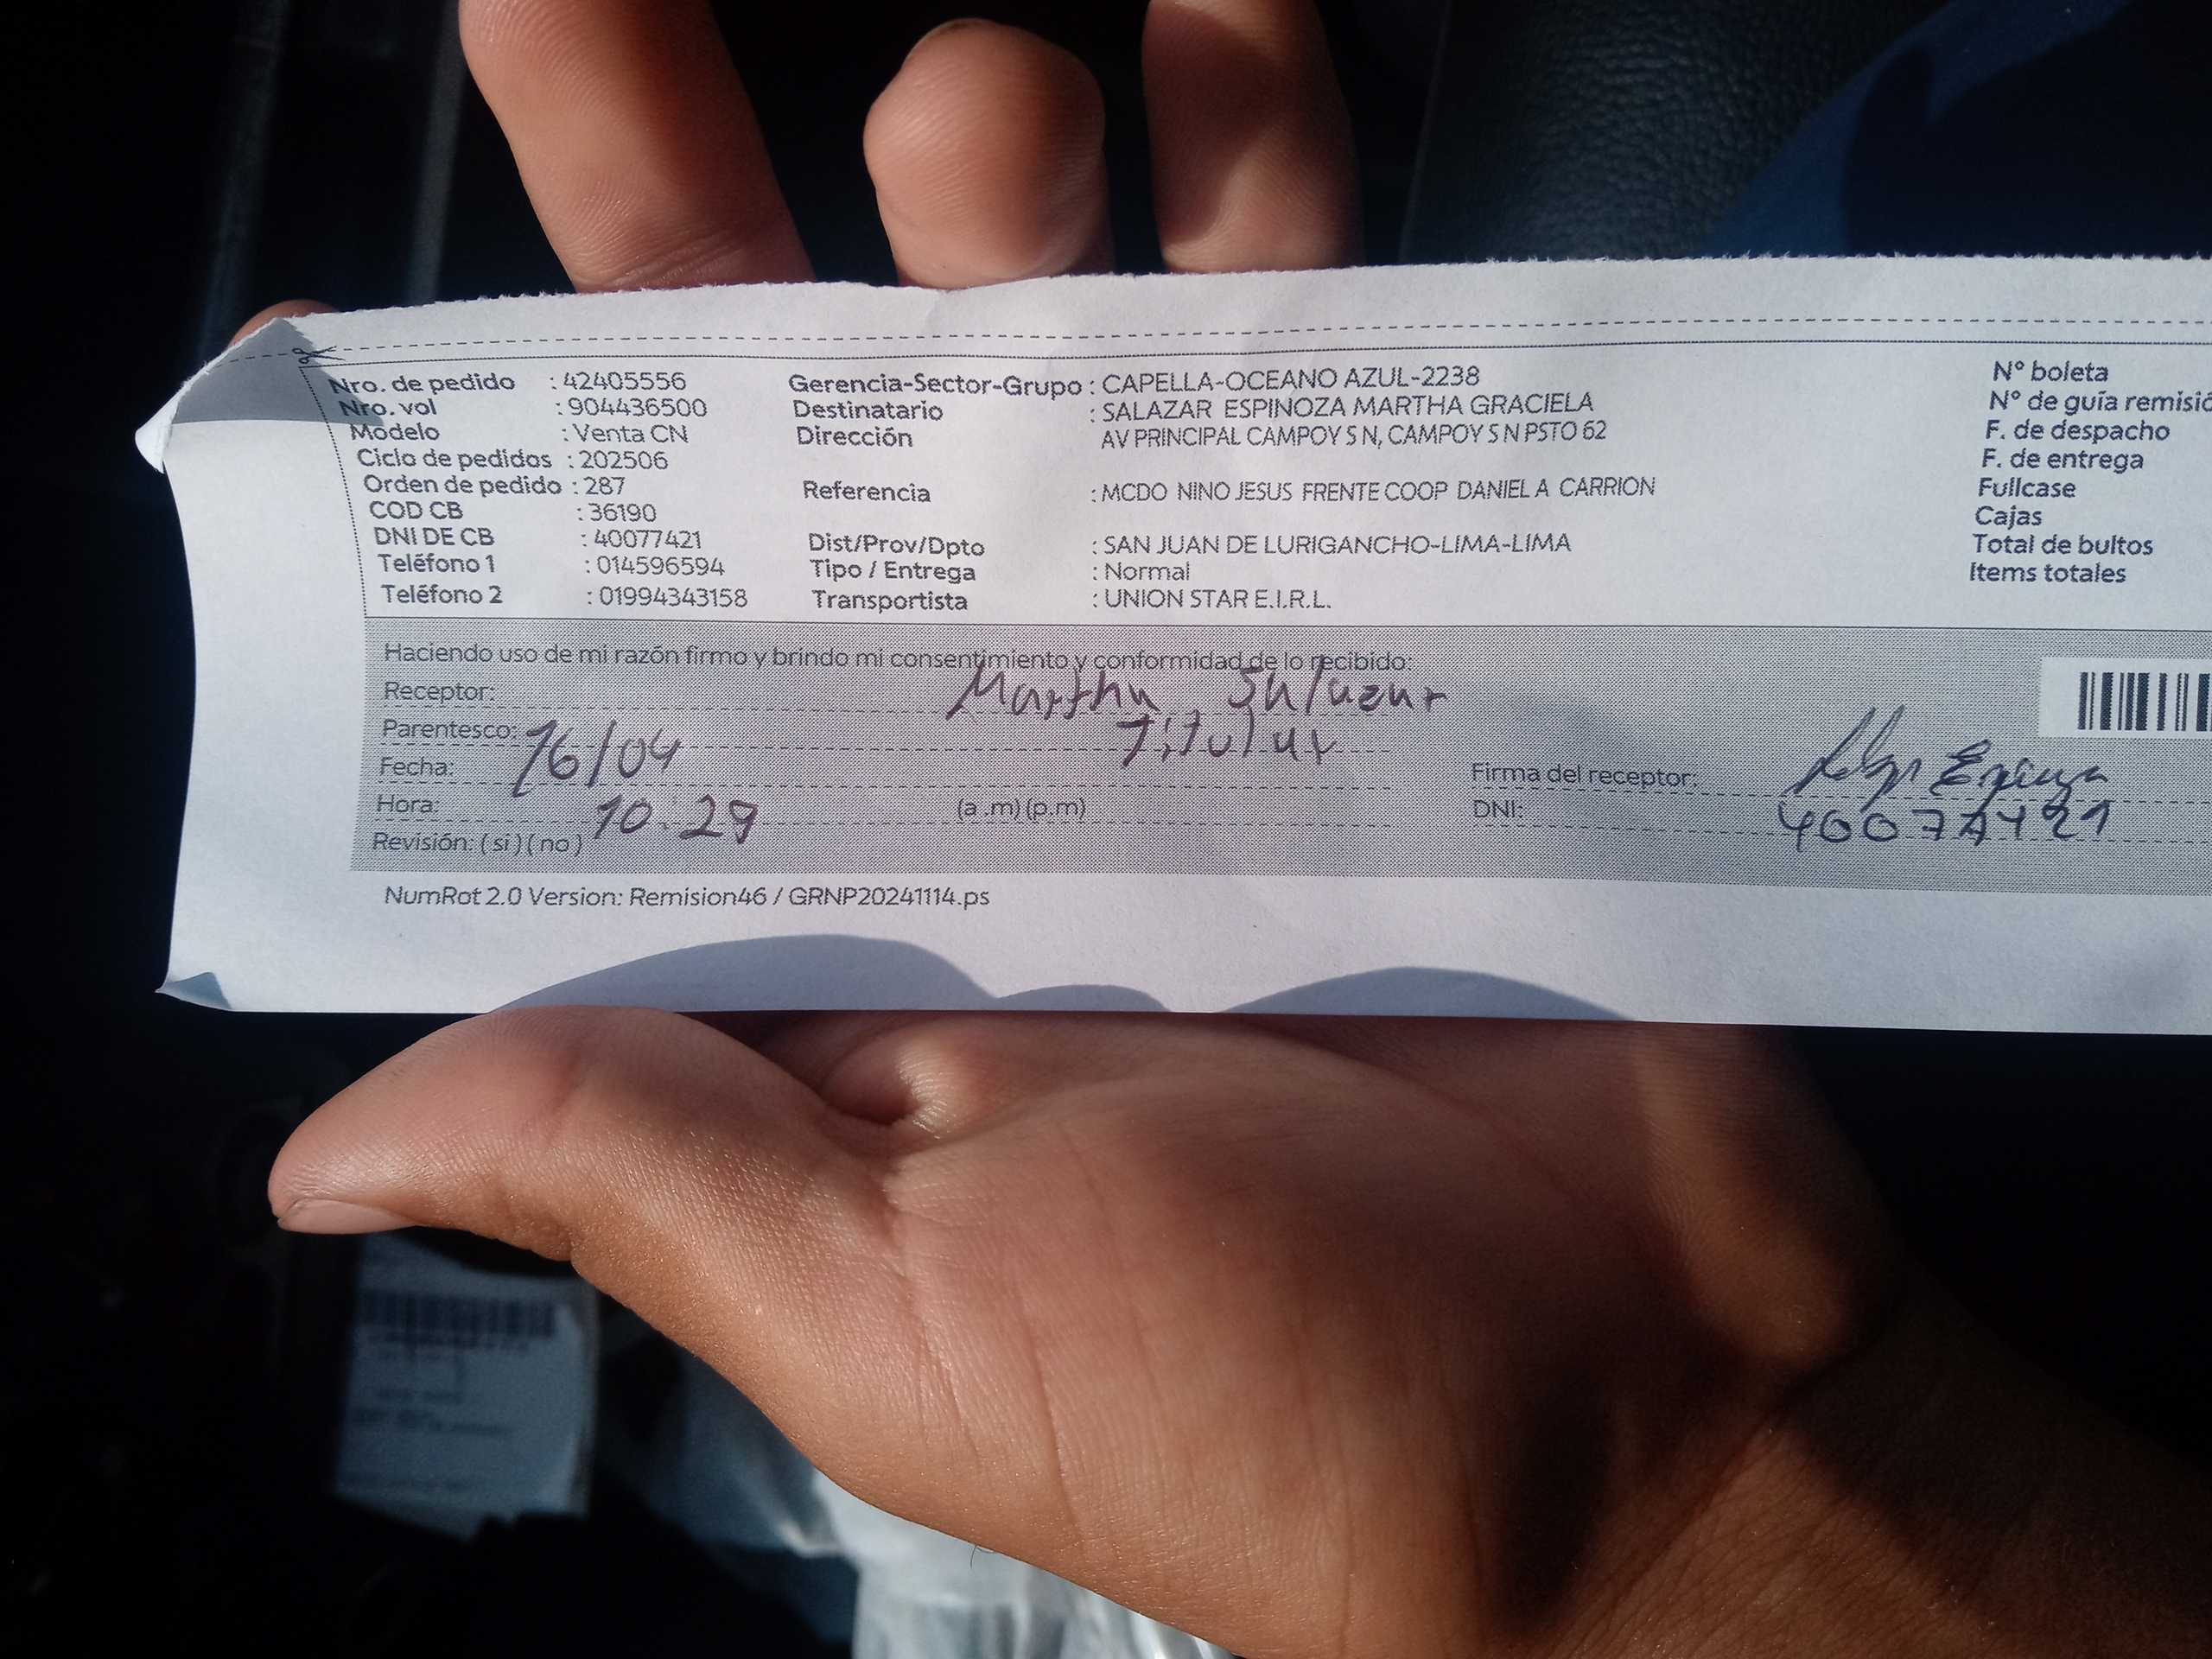 Nro. de pedido : 42405556
Nro. vol : 904436500
Modelo : Venta CN
Ciclo de pedidos : 202506
Orden de pedido : 287
COD CB : 36190
DNI DE CB : 40077421
Teléfono 1 : 014596594
Teléfono 2 : 01994343158
Gerencia-Sector-Grupo : CAPELLA-OCEANO AZUL-2238
Destinatario : SALAZAR ESPINOZA MARTHA GRACIELA
Dirección AV PRINCIPAL CAMPOY S N, CAMPOY S N PSTO 62
Referencia : MCDO NINO JESUS FRENTE COOP DANIEL A CARRION
Dist/Prov/Dpto : SAN JUAN DE LURIGANCHO-LIMA-LIMA
Tipo / Entrega : Normal
Transportista : UNION STAR E.I.R.L.
N° boleta
N° de guía remisió
F. de despacho
F. de entrega
Fullcase
Cajas
Total de bultos
Items totales
Haciendo uso de mi razón firmo y brindo mi consentimiento y conformidad de lo recibido:
Receptor: Martha Salazar
Parentesco: Titular
Fecha: 16/04
Hora: 10:29 (a .m) (p.m)
Revisión: ( si ) ( no )
Firma del receptor:
DNI: 40077421
NumRot 2.0 Version: Remision46 / GRNP20241114.ps